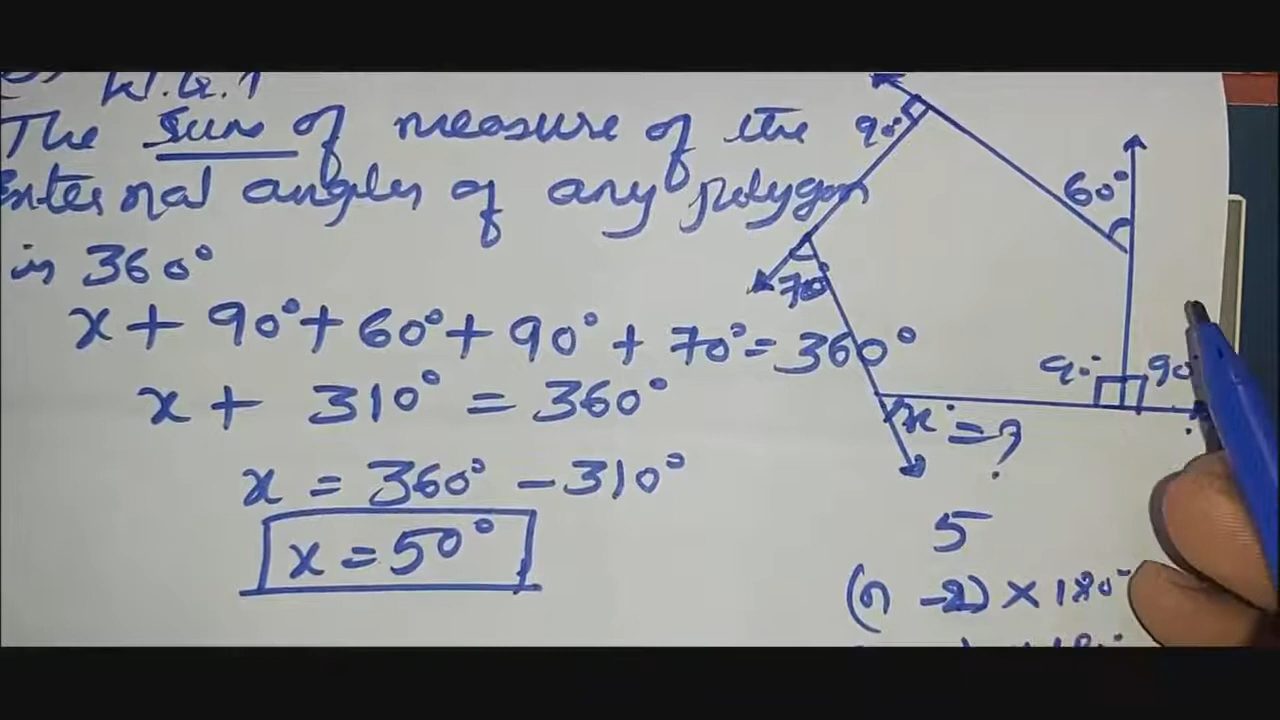 W.K.T
The Sum of measure of the
external angles of any polygon
is 360°
x + 90° + 60° + 90° + 70° = 360°
x + 310° = 360°
x = 360° - 310°
x = 50°
90°
60°
70°
90° 90°
x = ?
5
(n - 2) × 180°